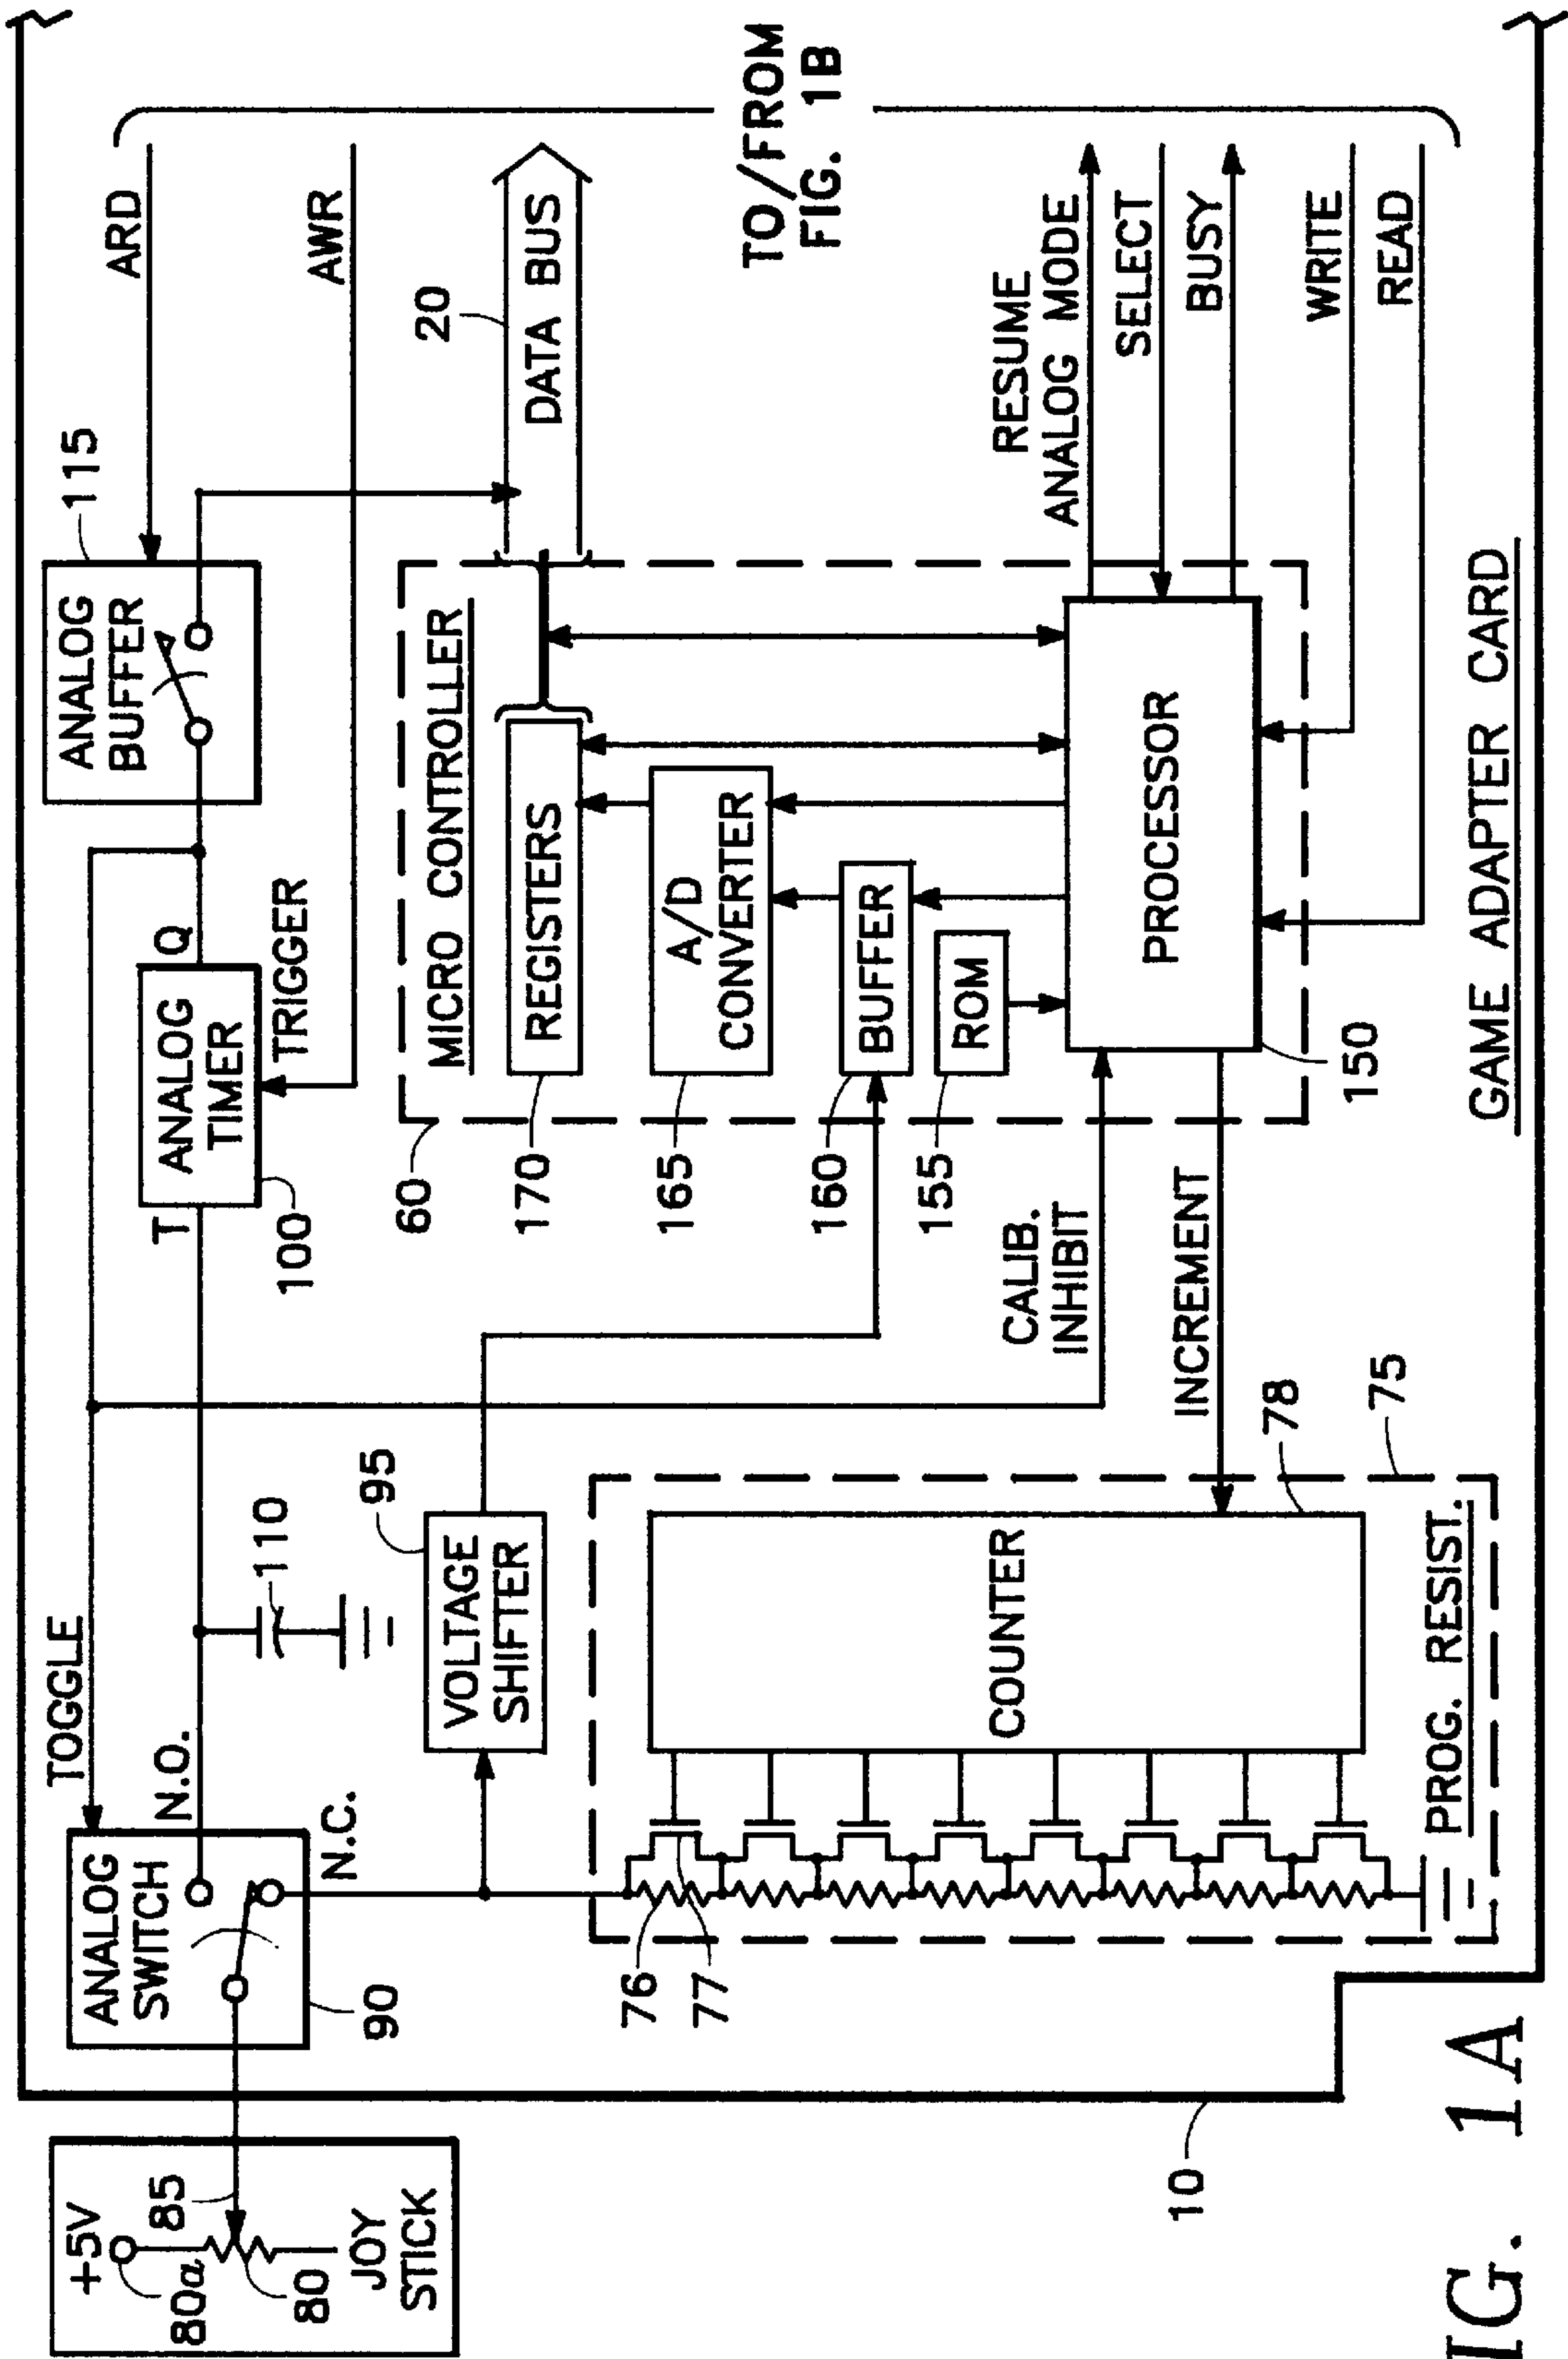 +5V
80a
85
80
JOY
STICK
10
ANALOG
SWITCH
90
TOGGLE
N.O.
N.C.
110
95
VOLTAGE
SHIFTER
76
77
COUNTER
78
75
PROG. RESIST.
T
100
ANALOG
TIMER
Q
TRIGGER
ANALOG
BUFFER
115
ARD
AWR
20
DATA BUS
TO/FROM
FIG. 1B
60
MICRO CONTROLLER
170
REGISTERS
165
A/D
CONVERTER
160
BUFFER
155
ROM
PROCESSOR
150
CALIB.
INHIBIT
INCREMENT
RESUME
ANALOG MODE
SELECT
BUSY
WRITE
READ
GAME ADAPTER CARD
IG. 1A